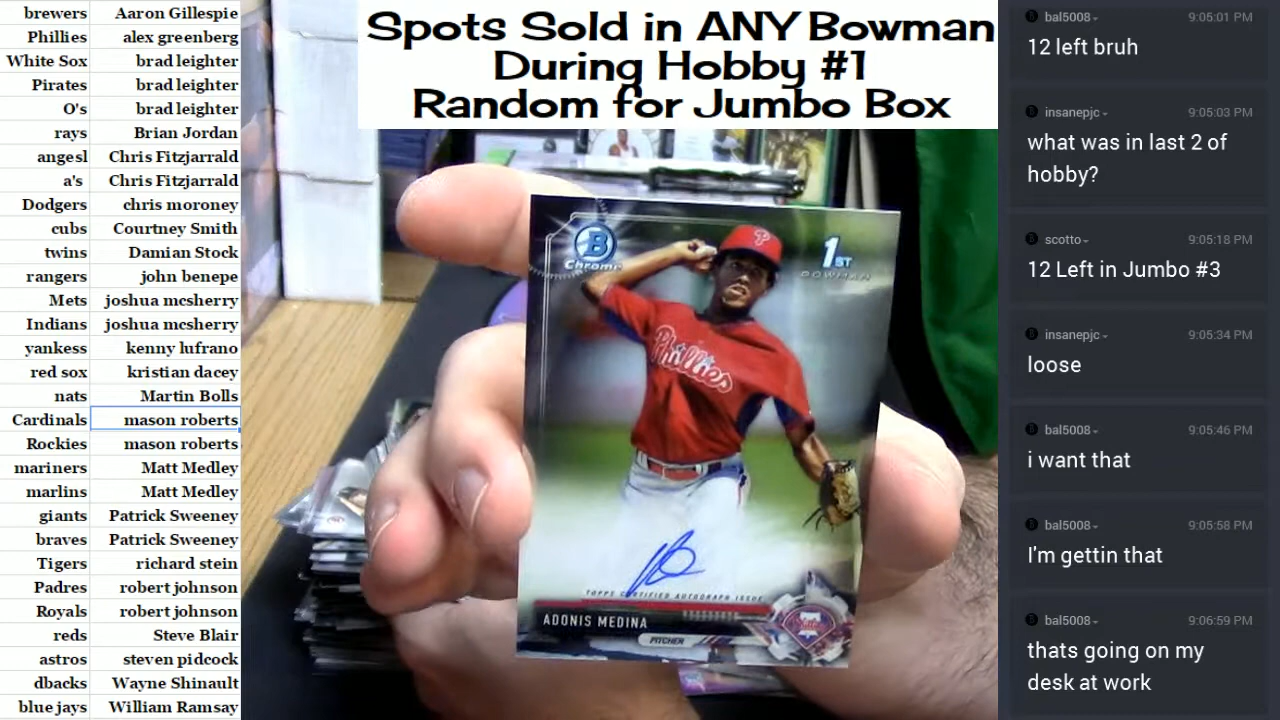 brewers Aaron Gillespie
Phillies alex greenberg
White Sox brad leighter
Pirates brad leighter
O's brad leighter
rays Brian Jordan
angesl Chris Fitzjarrald
a's Chris Fitzjarrald
Dodgers chris moroney
cubs Courtney Smith
twins Damian Stock
rangers john benepe
Mets joshua mcsherry
Indians joshua mcsherry
yankess kenny lufrano
red sox kristian dacey
nats Martin Bolls
Cardinals mason roberts
Rockies mason roberts
mariners Matt Medley
marlins Matt Medley
giants Patrick Sweeney
braves Patrick Sweeney
Tigers richard stein
Padres robert johnson
Royals robert johnson
reds Steve Blair
astros steven pidcock
dbacks Wayne Shinault
blue jays William Ramsay
Spots Sold in ANY Bowman
During Hobby #1
Random for Jumbo Box
B
Chrome
1ST
BOWMAN
P
Phillies
TOPPS CERTIFIED AUTOGRAPH ISSUE
ADONIS MEDINA
PITCHER
Phillies
bal5008 9:05:01 PM
12 left bruh
insanepjc 9:05:03 PM
what was in last 2 of
hobby?
scotto 9:05:18 PM
12 Left in Jumbo #3
insanepjc 9:05:34 PM
loose
bal5008 9:05:46 PM
i want that
bal5008 9:05:58 PM
I'm gettin that
bal5008 9:06:59 PM
thats going on my
desk at work